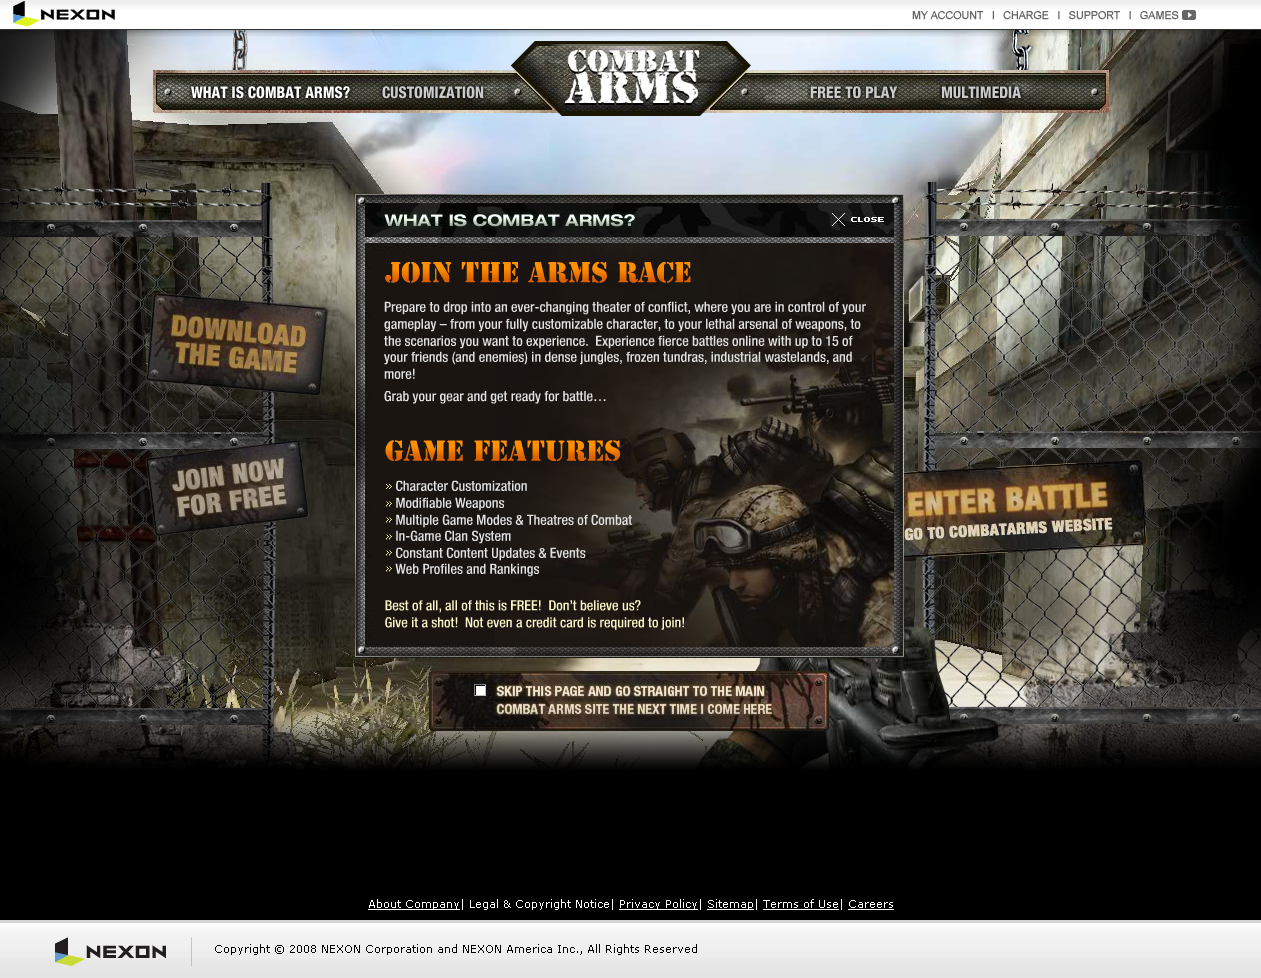 NEXON
MY ACCOUNT | CHARGE | SUPPORT | GAMES
COMBAT
ARMS
WHAT IS COMBAT ARMS?
CUSTOMIZATION
FREE TO PLAY
MULTIMEDIA
WHAT IS COMBAT ARMS?
CLOSE
JOIN THE ARMS RACE
Prepare to drop into an ever-changing theater of conflict, where you are in control of your
gameplay – from your fully customizable character, to your lethal arsenal of weapons, to
the scenarios you want to experience. Experience fierce battles online with up to 15 of
your friends (and enemies) in dense jungles, frozen tundras, industrial wastelands, and
more!
Grab your gear and get ready for battle...
GAME FEATURES
» Character Customization
» Modifiable Weapons
» Multiple Game Modes & Theatres of Combat
» In-Game Clan System
» Constant Content Updates & Events
» Web Profiles and Rankings
Best of all, all of this is FREE! Don't believe us?
Give it a shot! Not even a credit card is required to join!
DOWNLOAD
THE GAME
JOIN NOW
FOR FREE
ENTER BATTLE
GO TO COMBATARMS WEBSITE
SKIP THIS PAGE AND GO STRAIGHT TO THE MAIN
COMBAT ARMS SITE THE NEXT TIME I COME HERE
About Company| Legal & Copyright Notice| Privacy Policy| Sitemap| Terms of Use| Careers
NEXON
Copyright © 2008 NEXON Corporation and NEXON America Inc., All Rights Reserved